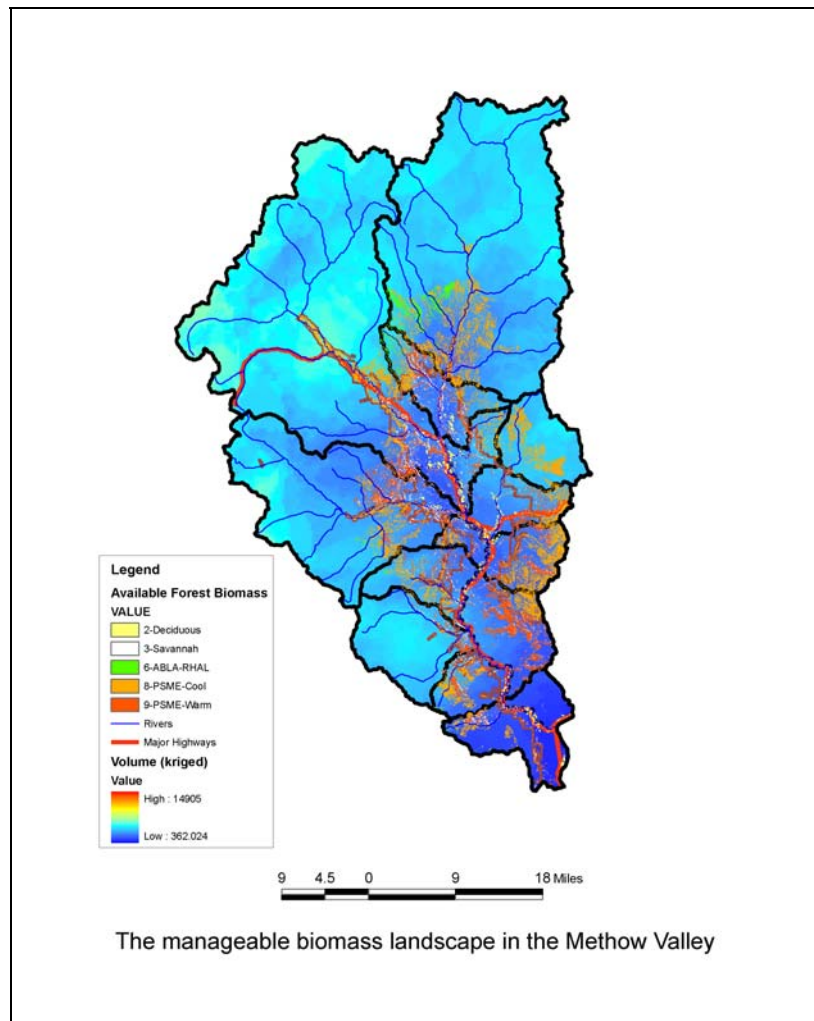 Legend
Available Forest Biomass
VALUE
2-Deciduous
3-Savannah
6-ABLA-RHAL
8-PSME-Cool
9-PSME-Warm
Rivers
Major Highways
Volume (kriged)
Value
High : 14905
Low : 362.024
9 4.5 0 9 18 Miles
The manageable biomass landscape in the Methow Valley